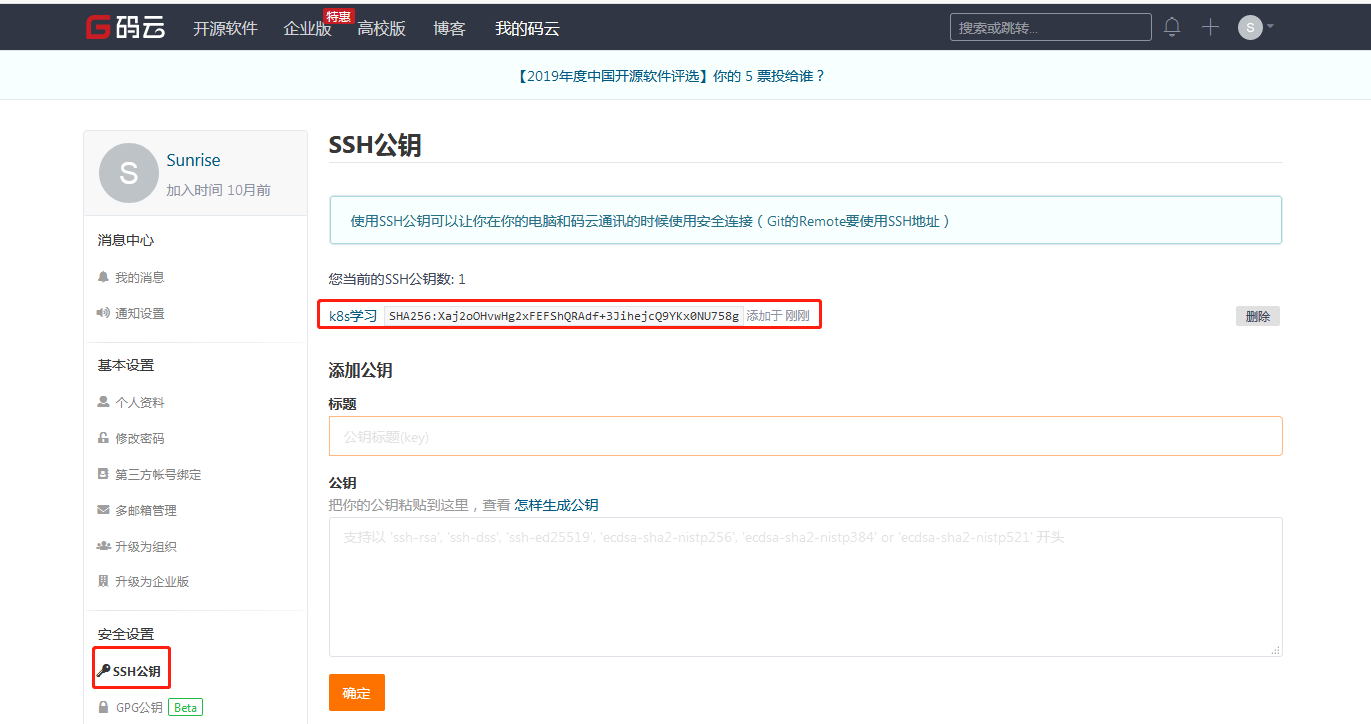 码云 开源软件 企业版 特惠 高校版 博客 我的码云 搜索或跳转... S
【2019年度中国开源软件评选】你的 5 票投给谁？
S
Sunrise
加入时间 10月前
消息中心
我的消息
通知设置
基本设置
个人资料
修改密码
第三方帐号绑定
多邮箱管理
升级为组织
升级为企业版
安全设置
SSH公钥
GPG公钥 Beta
SSH公钥
使用SSH公钥可以让你在你的电脑和码云通讯的时候使用安全连接（Git的Remote要使用SSH地址）
您当前的SSH公钥数: 1
k8s学习 SHA256:Xaj2oOHvwHg2xFEFShQRAdf+3JihejcQ9YKx0NU758g 添加于 刚刚 删除
添加公钥
标题
公钥标题(key)
公钥
把你的公钥粘贴到这里，查看 怎样生成公钥
支持以 'ssh-rsa', 'ssh-dss', 'ssh-ed25519', 'ecdsa-sha2-nistp256', 'ecdsa-sha2-nistp384' or 'ecdsa-sha2-nistp521' 开头
确定